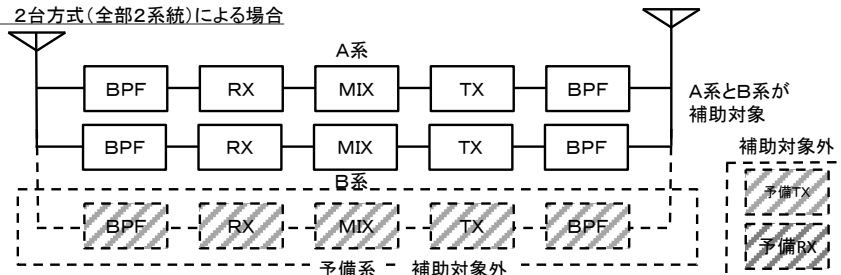 2台方式(全部2系統)による場合
A系
BPF RX MIX TX BPF
A系とB系が
補助対象
BPF RX MIX TX BPF
補助対象外
B系
予備TX
BPF RX MIX TX BPF
予備RX
予備系 補助対象外